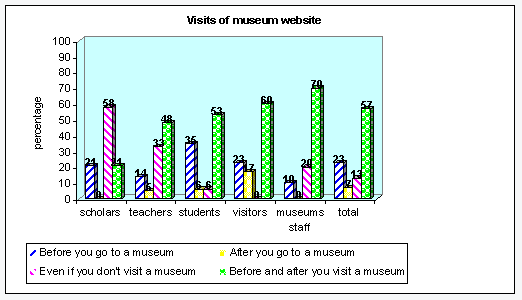 Visits of museum website
percentage
100
90
80
70
60
50
40
30
20
10
0
21 0 58 21
14 5 33 48
35 6 6 53
23 17 0 60
10 0 20 70
23 7 13 57
scholars teachers students visitors museums total
staff
Before you go to a museum After you go to a museum
Even if you don't visit a museum Before and after you visit a museum